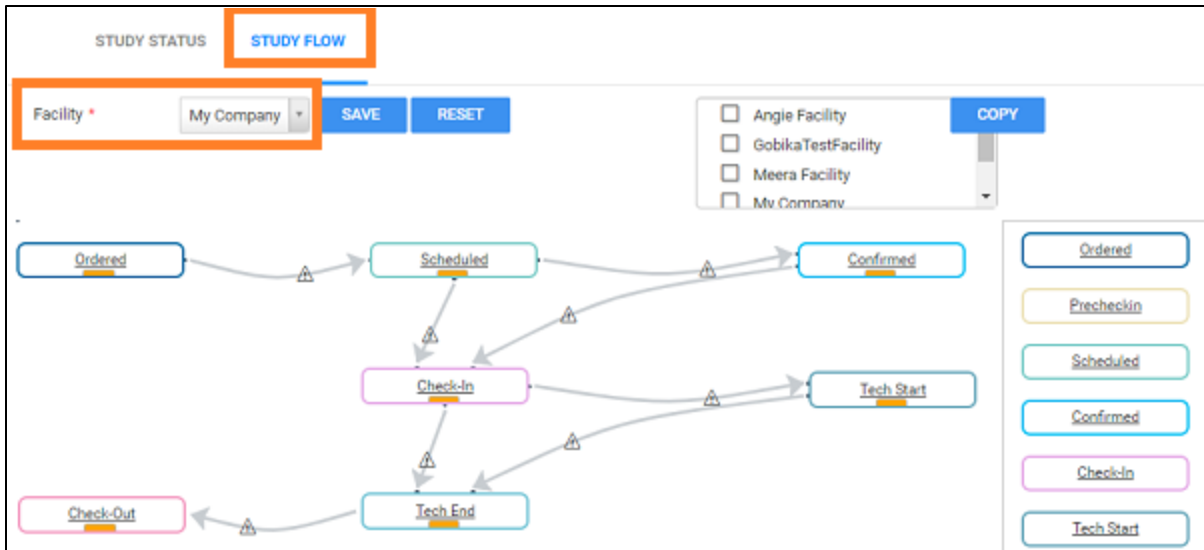 STUDY STATUS STUDY FLOW
Facility * My Company SAVE RESET
Angie Facility COPY
GobikaTestFacility
Meera Facility
My Company
Ordered Scheduled Confirmed
Check-In Tech Start
Check-Out Tech End
Ordered
Precheckin
Scheduled
Confirmed
Check-In
Tech Start